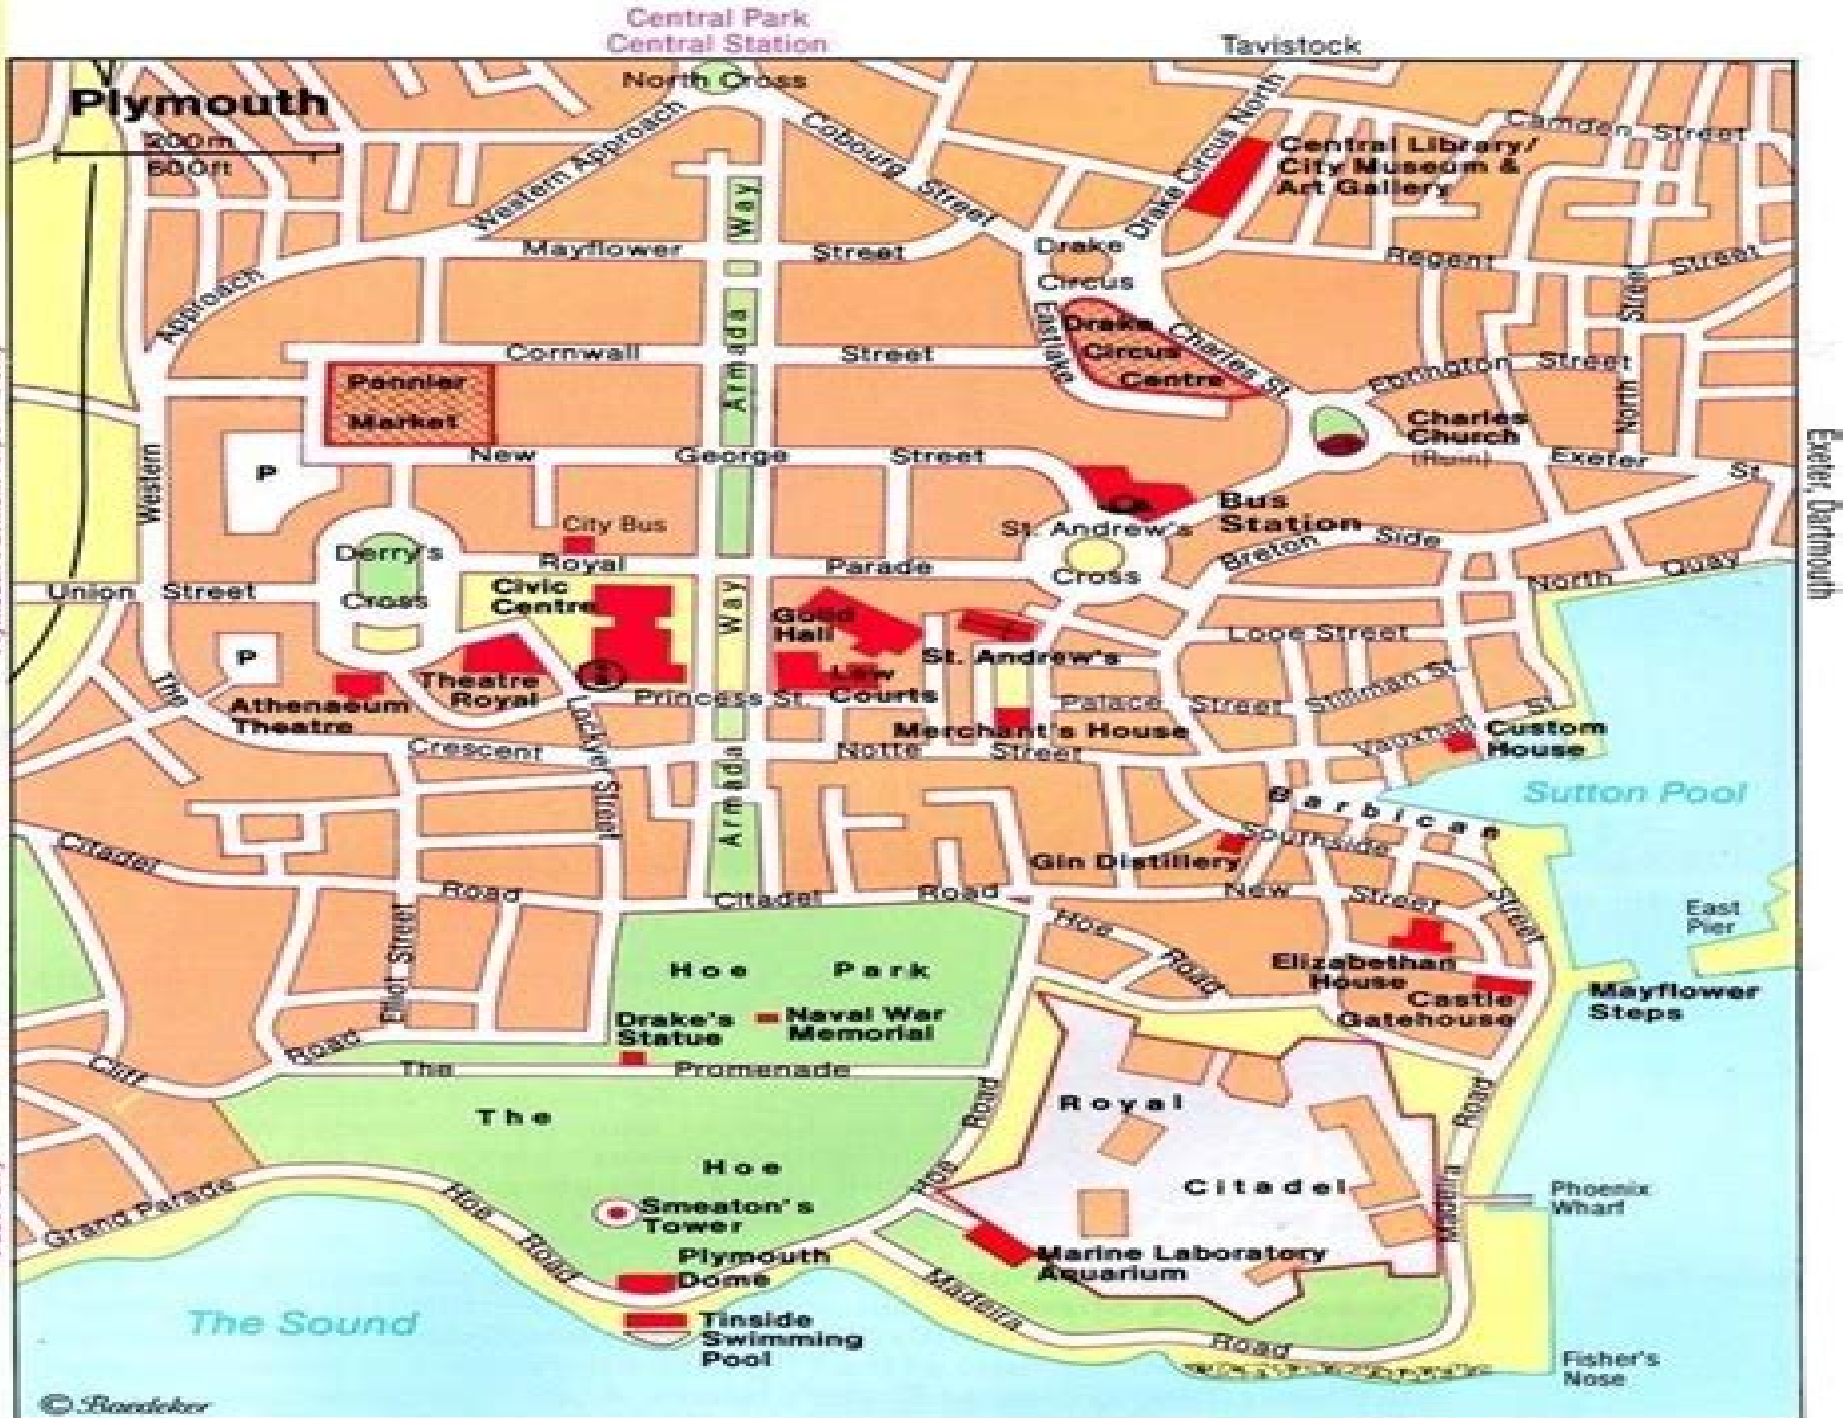 Central Park
Central Station
Tavistock
North Cross
Plymouth
200m
600ft
Western Approach
Cobourg Street
Drake Circus North
Camden Street
Central Library/
City Museum &
Art Gallery
Armada Way
Mayflower Street
Drake
Circus
Regent Street
Approach
Eastlake
Drake
Circus
Centre
Charles St
North Street
Cornwall Street
Ebrington Street
Pannier
Market
Charles
Church
(Ruin)
Exeter St
Exeter, Dartmouth
New George Street
Western
P
Bus
Station
City Bus
St. Andrew's
Cross
Breton Side
Derry's
Cross
Royal Parade
North Quay
Union Street
Civic
Centre
Way
Hall
Looe Street
St. Andrew's
P
Theatre
Royal
Law
Courts
The
Athenaeum
Theatre
Princess St.
Palace Street
Stillman St
Lockyer Street
Merchant's House
Vauxhall St
Custom
House
Crescent
Notte Street
Armada
Sutton Pool
Barbican
Southside Street
Gin Distillery
Citadel Road
Citadel Road
New Street
East
Pier
Hoe Road
Elliot Street
Hoe Park
Elizabethan
House
Castle
Gatehouse
Mayflower
Steps
Drake's
Statue
Naval War
Memorial
Cliff Road
The Promenade
The
Hoe
Hoe Road
Royal
Citadel
Madeira Road
Phoenix
Wharf
Grand Parade
Hoe Road
Smeaton's
Tower
Plymouth
Dome
Marine Laboratory
Aquarium
Madeira Road
The Sound
Tinside
Swimming
Pool
Fisher's
Nose
© Baedeker